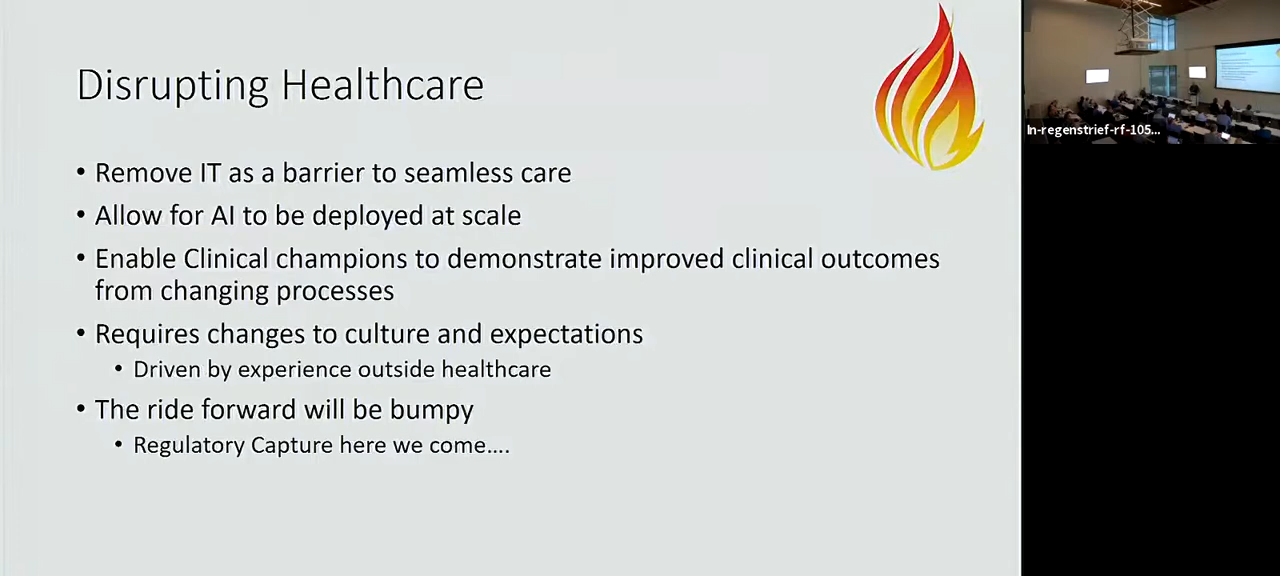 Disrupting Healthcare
• Remove IT as a barrier to seamless care
• Allow for AI to be deployed at scale
• Enable Clinical champions to demonstrate improved clinical outcomes
from changing processes
• Requires changes to culture and expectations
• Driven by experience outside healthcare
• The ride forward will be bumpy
• Regulatory Capture here we come....
In-regenstrief-rf-105...